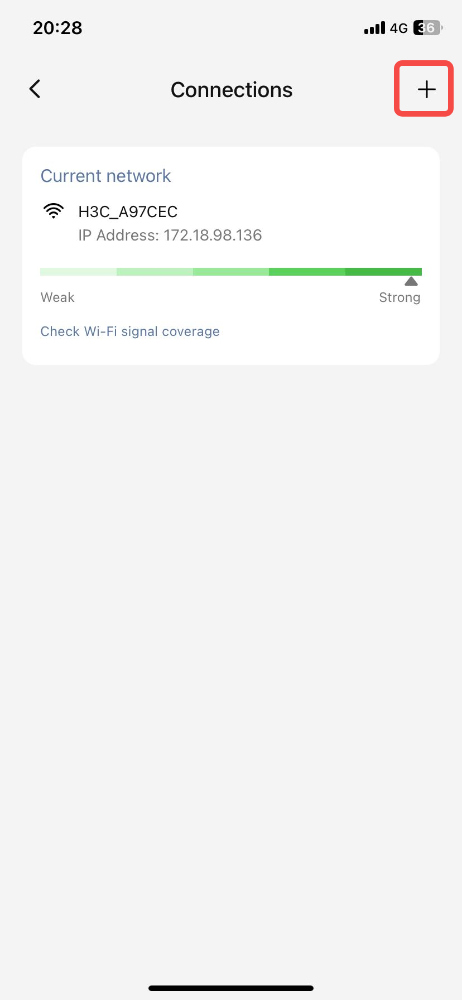 20:28
4G 36
Connections
Current network
H3C_A97CEC
IP Address: 172.18.98.136
Weak Strong
Check Wi-Fi signal coverage